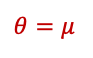 θ = μ